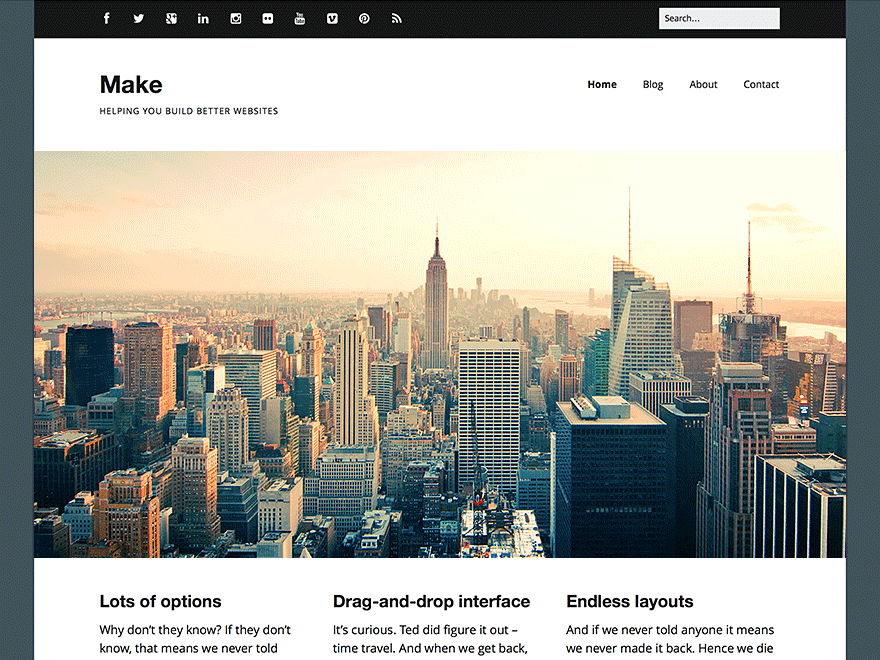 Search...
Make
Home Blog About Contact
HELPING YOU BUILD BETTER WEBSITES
Lots of options
Why don’t they know? If they don’t
know, that means we never told
Drag-and-drop interface
It’s curious. Ted did figure it out –
time travel. And when we get back,
Endless layouts
And if we never told anyone it means
we never made it back. Hence we die